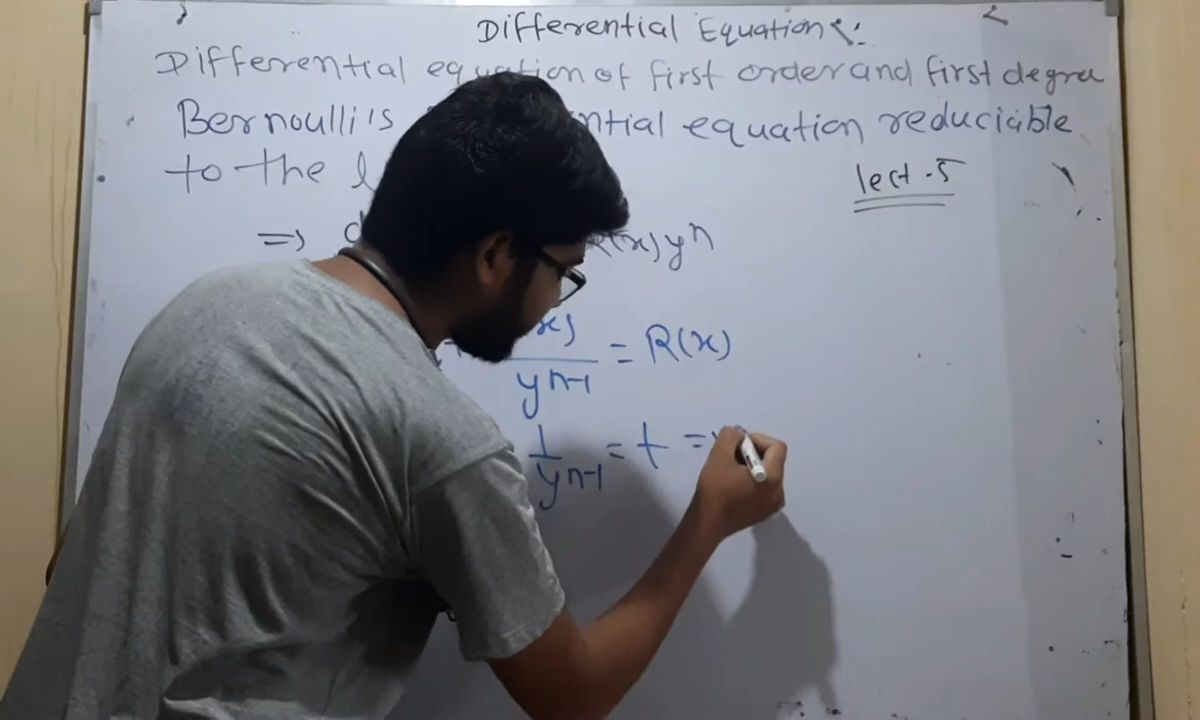 Differential Equation :
Differential equation of first order and first degree
Bernoulli's ntial equation reduciable
to the l
lect-5
=> d R(x) yn
x) / yn-1 = R(x)
1 / yn-1 = t =